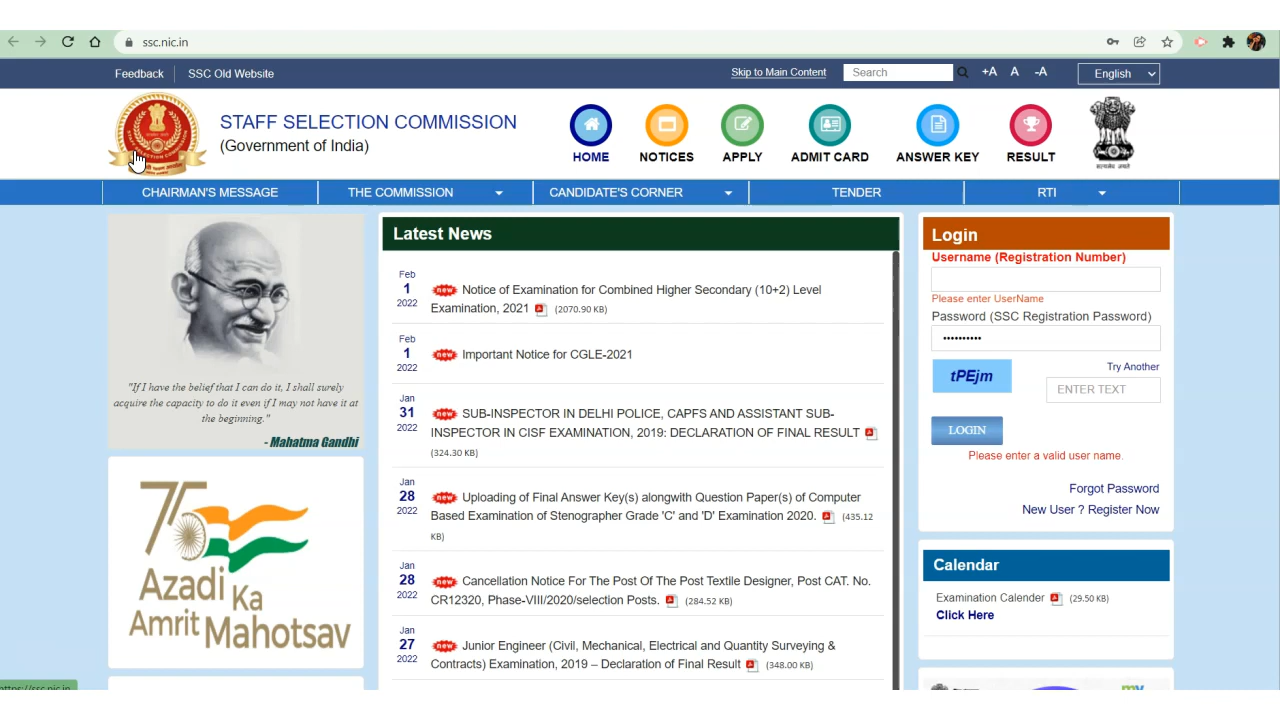 ssc.nic.in
Feedback
SSC Old Website
Skip to Main Content
Search
+A A -A
English
STAFF SELECTION COMMISSION
(Government of India)
HOME
NOTICES
APPLY
ADMIT CARD
ANSWER KEY
RESULT
CHAIRMAN'S MESSAGE
THE COMMISSION
CANDIDATE'S CORNER
TENDER
RTI
"If I have the belief that I can do it, I shall surely
acquire the capacity to do it even if I may not have it at
the beginning."
- Mahatma Gandhi
75
Azadi Ka
Amrit Mahotsav
Latest News
Feb
1
2022
new Notice of Examination for Combined Higher Secondary (10+2) Level
Examination, 2021 (2070.90 KB)
Feb
1
2022
new Important Notice for CGLE-2021
Jan
31
2022
new SUB-INSPECTOR IN DELHI POLICE, CAPFS AND ASSISTANT SUB-
INSPECTOR IN CISF EXAMINATION, 2019: DECLARATION OF FINAL RESULT
(324.30 KB)
Jan
28
2022
new Uploading of Final Answer Key(s) alongwith Question Paper(s) of Computer
Based Examination of Stenographer Grade 'C' and 'D' Examination 2020. (435.12
KB)
Jan
28
2022
new Cancellation Notice For The Post Of The Post Textile Designer, Post CAT. No.
CR12320, Phase-VIII/2020/selection Posts. (284.52 KB)
Jan
27
2022
new Junior Engineer (Civil, Mechanical, Electrical and Quantity Surveying &
Contracts) Examination, 2019 – Declaration of Final Result (348.00 KB)
Login
Username (Registration Number)
Please enter UserName
Password (SSC Registration Password)
••••••••••
tPEjm
Try Another
ENTER TEXT
LOGIN
Please enter a valid user name.
Forgot Password
New User ? Register Now
Calendar
Examination Calender (29.50 KB)
Click Here
https://ssc.nic.in